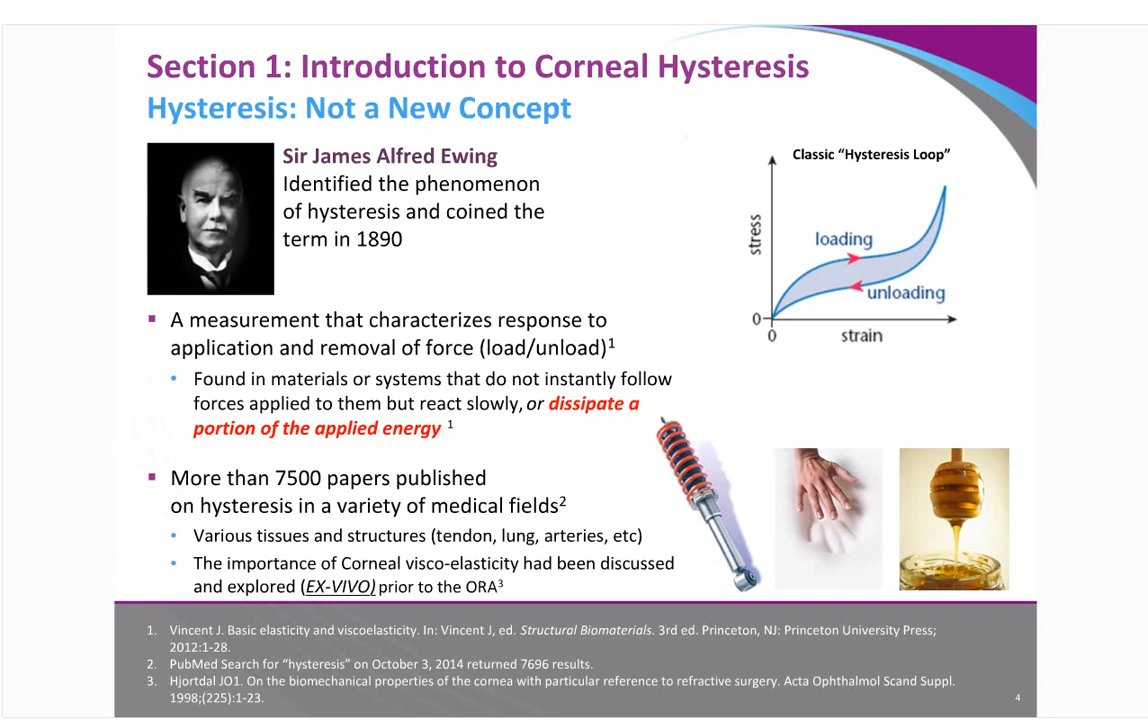 Section 1: Introduction to Corneal Hysteresis
Hysteresis: Not a New Concept
Sir James Alfred Ewing
Identified the phenomenon
of hysteresis and coined the
term in 1890
Classic “Hysteresis Loop”
stress
loading
unloading
0
0
strain
▪ A measurement that characterizes response to
application and removal of force (load/unload)¹
• Found in materials or systems that do not instantly follow
forces applied to them but react slowly, or dissipate a
portion of the applied energy ¹
▪ More than 7500 papers published
on hysteresis in a variety of medical fields²
• Various tissues and structures (tendon, lung, arteries, etc)
• The importance of Corneal visco-elasticity had been discussed
and explored (EX-VIVO) prior to the ORA³
1. Vincent J. Basic elasticity and viscoelasticity. In: Vincent J, ed. Structural Biomaterials. 3rd ed. Princeton, NJ: Princeton University Press;
2012:1-28.
2. PubMed Search for “hysteresis” on October 3, 2014 returned 7696 results.
3. Hjortdal JO1. On the biomechanical properties of the cornea with particular reference to refractive surgery. Acta Ophthalmol Scand Suppl.
1998;(225):1-23.
4